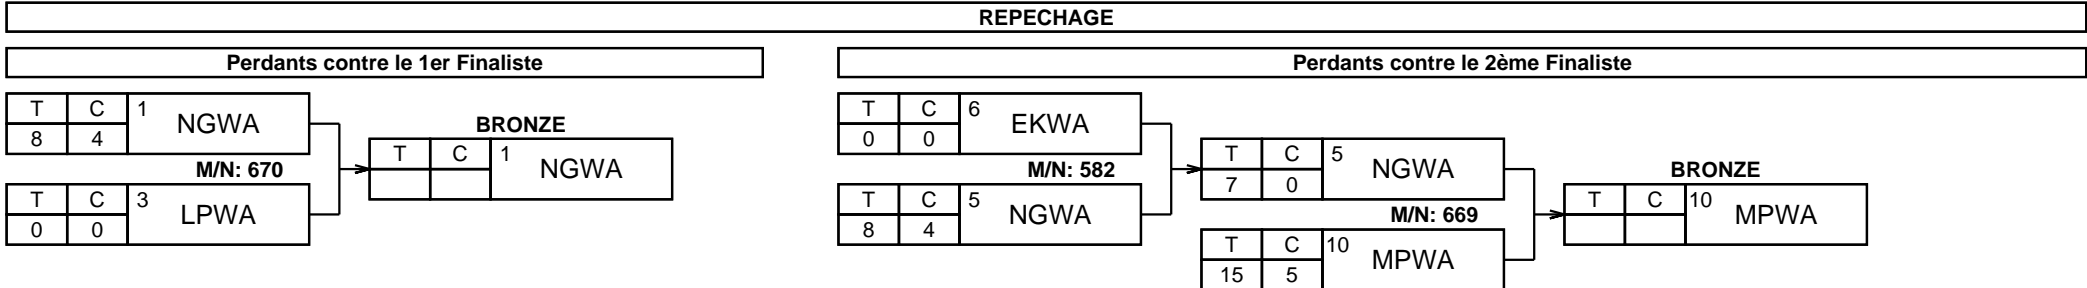 REPECHAGE
Perdants contre le 1er Finaliste
T C 1 NGWA
8 4
M/N: 670
T C 3 LPWA
0 0
BRONZE
T C 1 NGWA
Perdants contre le 2ème Finaliste
T C 6 EKWA
0 0
M/N: 582
T C 5 NGWA
8 4
T C 5 NGWA
7 0
M/N: 669
T C 10 MPWA
15 5
BRONZE
T C 10 MPWA